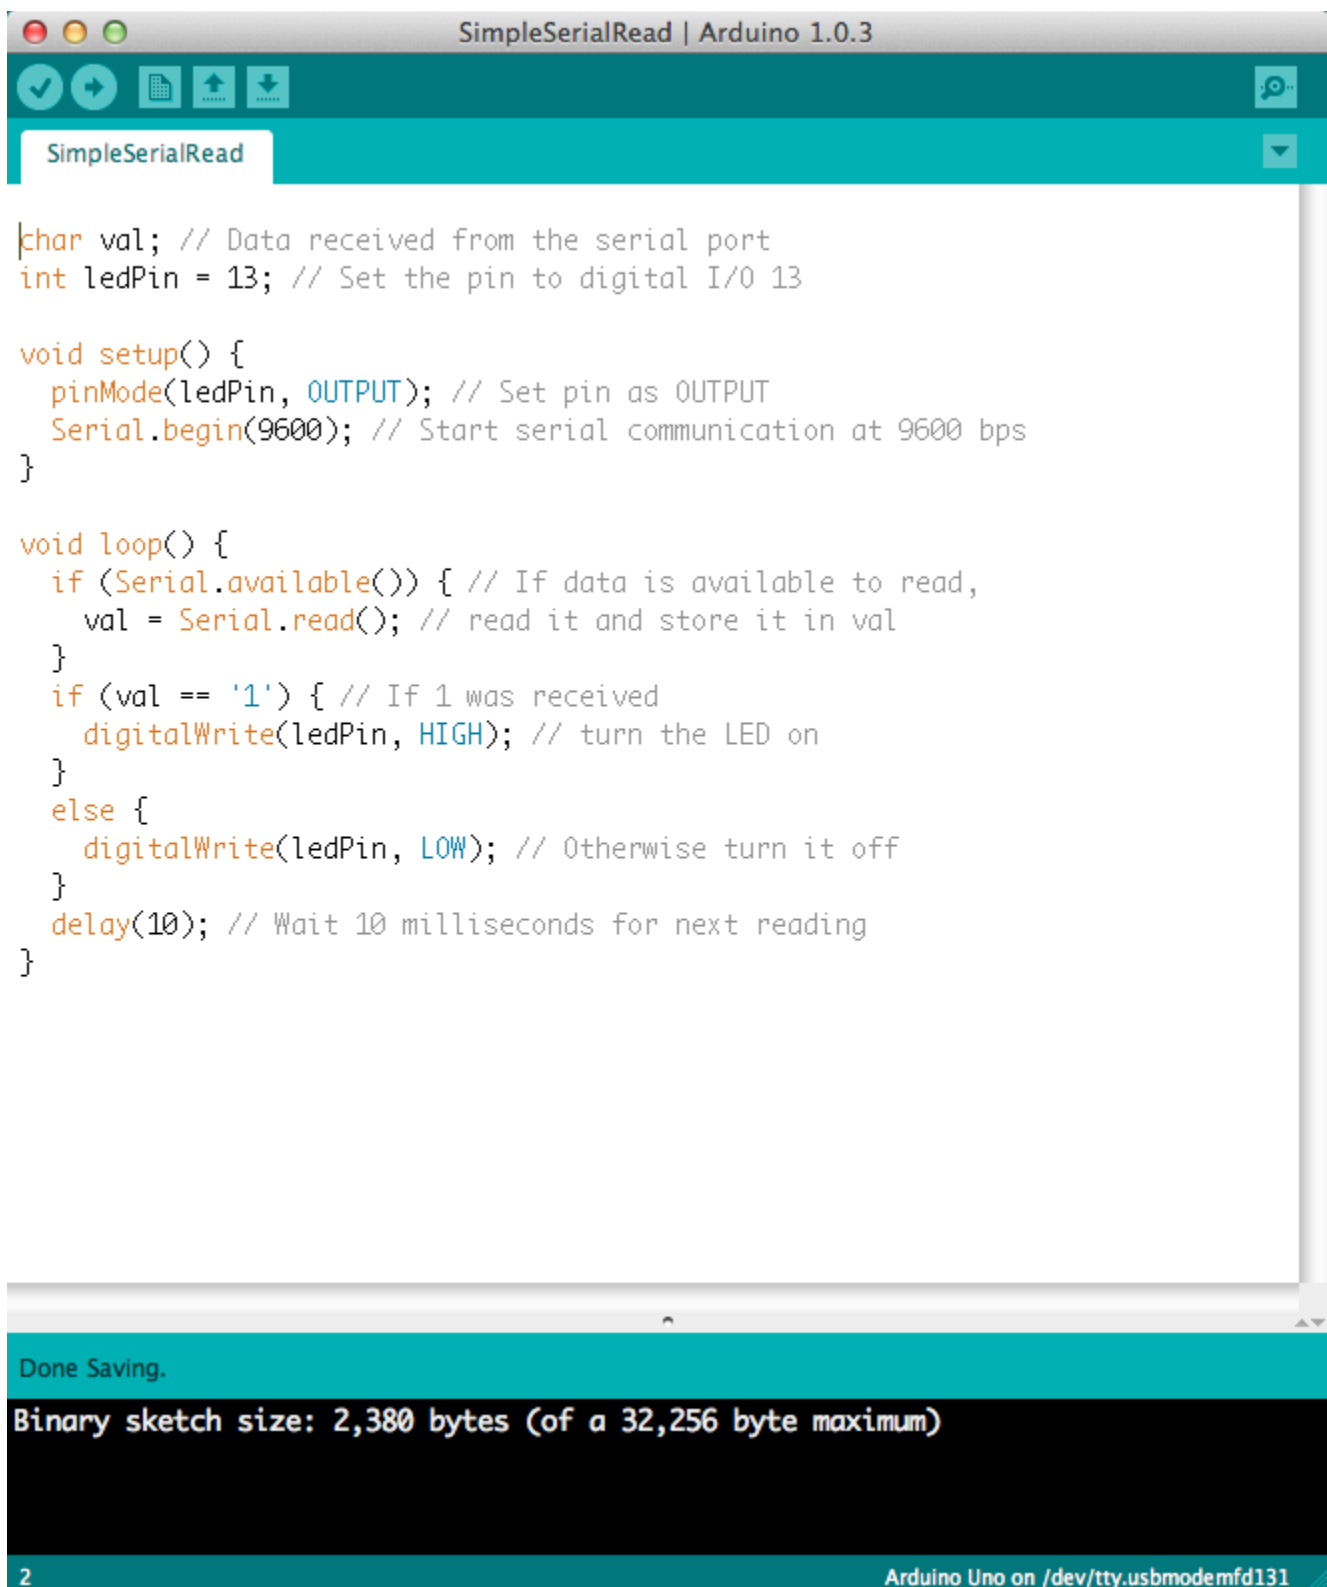 SimpleSerialRead | Arduino 1.0.3
SimpleSerialRead
char val; // Data received from the serial port
int ledPin = 13; // Set the pin to digital I/O 13
void setup() {
  pinMode(ledPin, OUTPUT); // Set pin as OUTPUT
  Serial.begin(9600); // Start serial communication at 9600 bps
}
void loop() {
  if (Serial.available()) { // If data is available to read,
    val = Serial.read(); // read it and store it in val
  }
  if (val == '1') { // If 1 was received
    digitalWrite(ledPin, HIGH); // turn the LED on
  }
  else {
    digitalWrite(ledPin, LOW); // Otherwise turn it off
  }
  delay(10); // Wait 10 milliseconds for next reading
}
Done Saving.
Binary sketch size: 2,380 bytes (of a 32,256 byte maximum)
2 Arduino Uno on /dev/tty.usbmodemfd131